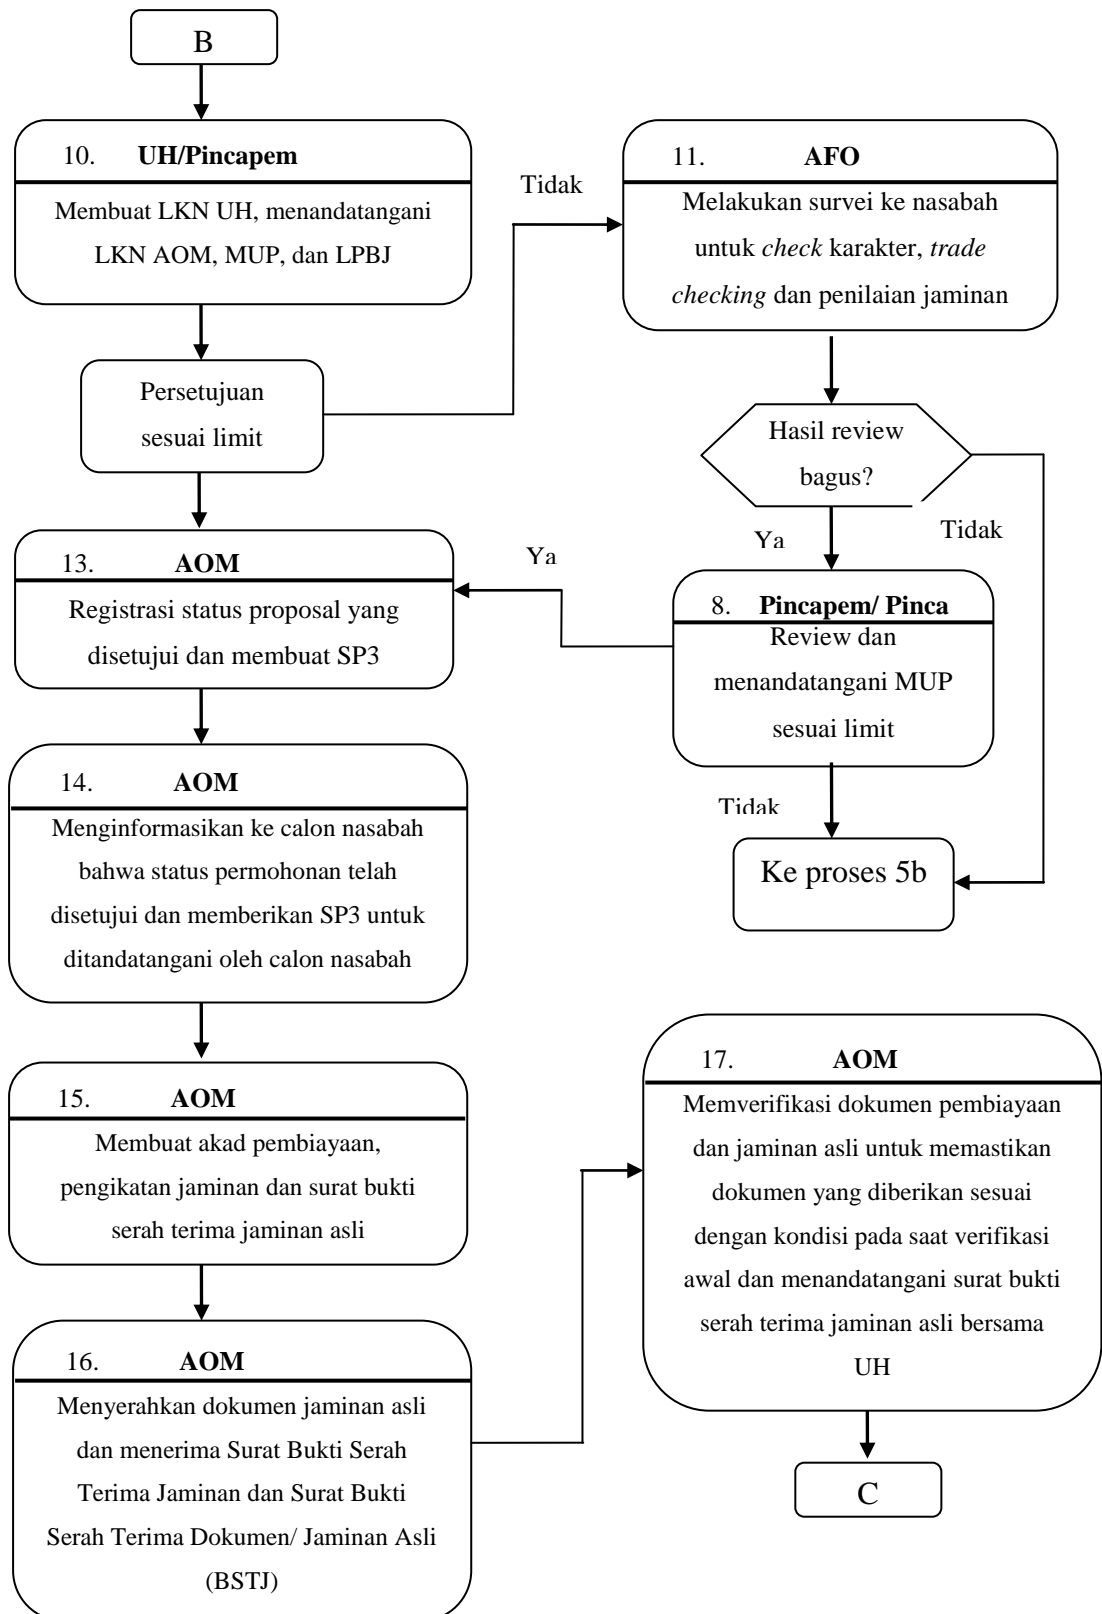 B
10. UH/Pincapem
Membuat LKN UH, menandatangani
LKN AOM, MUP, dan LPBJ
Tidak
11. AFO
Melakukan survei ke nasabah
untuk check karakter, trade
checking dan penilaian jaminan
Persetujuan
sesuai limit
Hasil review
bagus?
Tidak
Ya
Ya
13. AOM
Registrasi status proposal yang
disetujui dan membuat SP3
8. Pincapem/ Pinca
Review dan
menandatangani MUP
sesuai limit
Tidak
Ke proses 5b
14. AOM
Menginformasikan ke calon nasabah
bahwa status permohonan telah
disetujui dan memberikan SP3 untuk
ditandatangani oleh calon nasabah
15. AOM
Membuat akad pembiayaan,
pengikatan jaminan dan surat bukti
serah terima jaminan asli
16. AOM
Menyerahkan dokumen jaminan asli
dan menerima Surat Bukti Serah
Terima Jaminan dan Surat Bukti
Serah Terima Dokumen/ Jaminan Asli
(BSTJ)
17. AOM
Memverifikasi dokumen pembiayaan
dan jaminan asli untuk memastikan
dokumen yang diberikan sesuai
dengan kondisi pada saat verifikasi
awal dan menandatangani surat bukti
serah terima jaminan asli bersama
UH
C